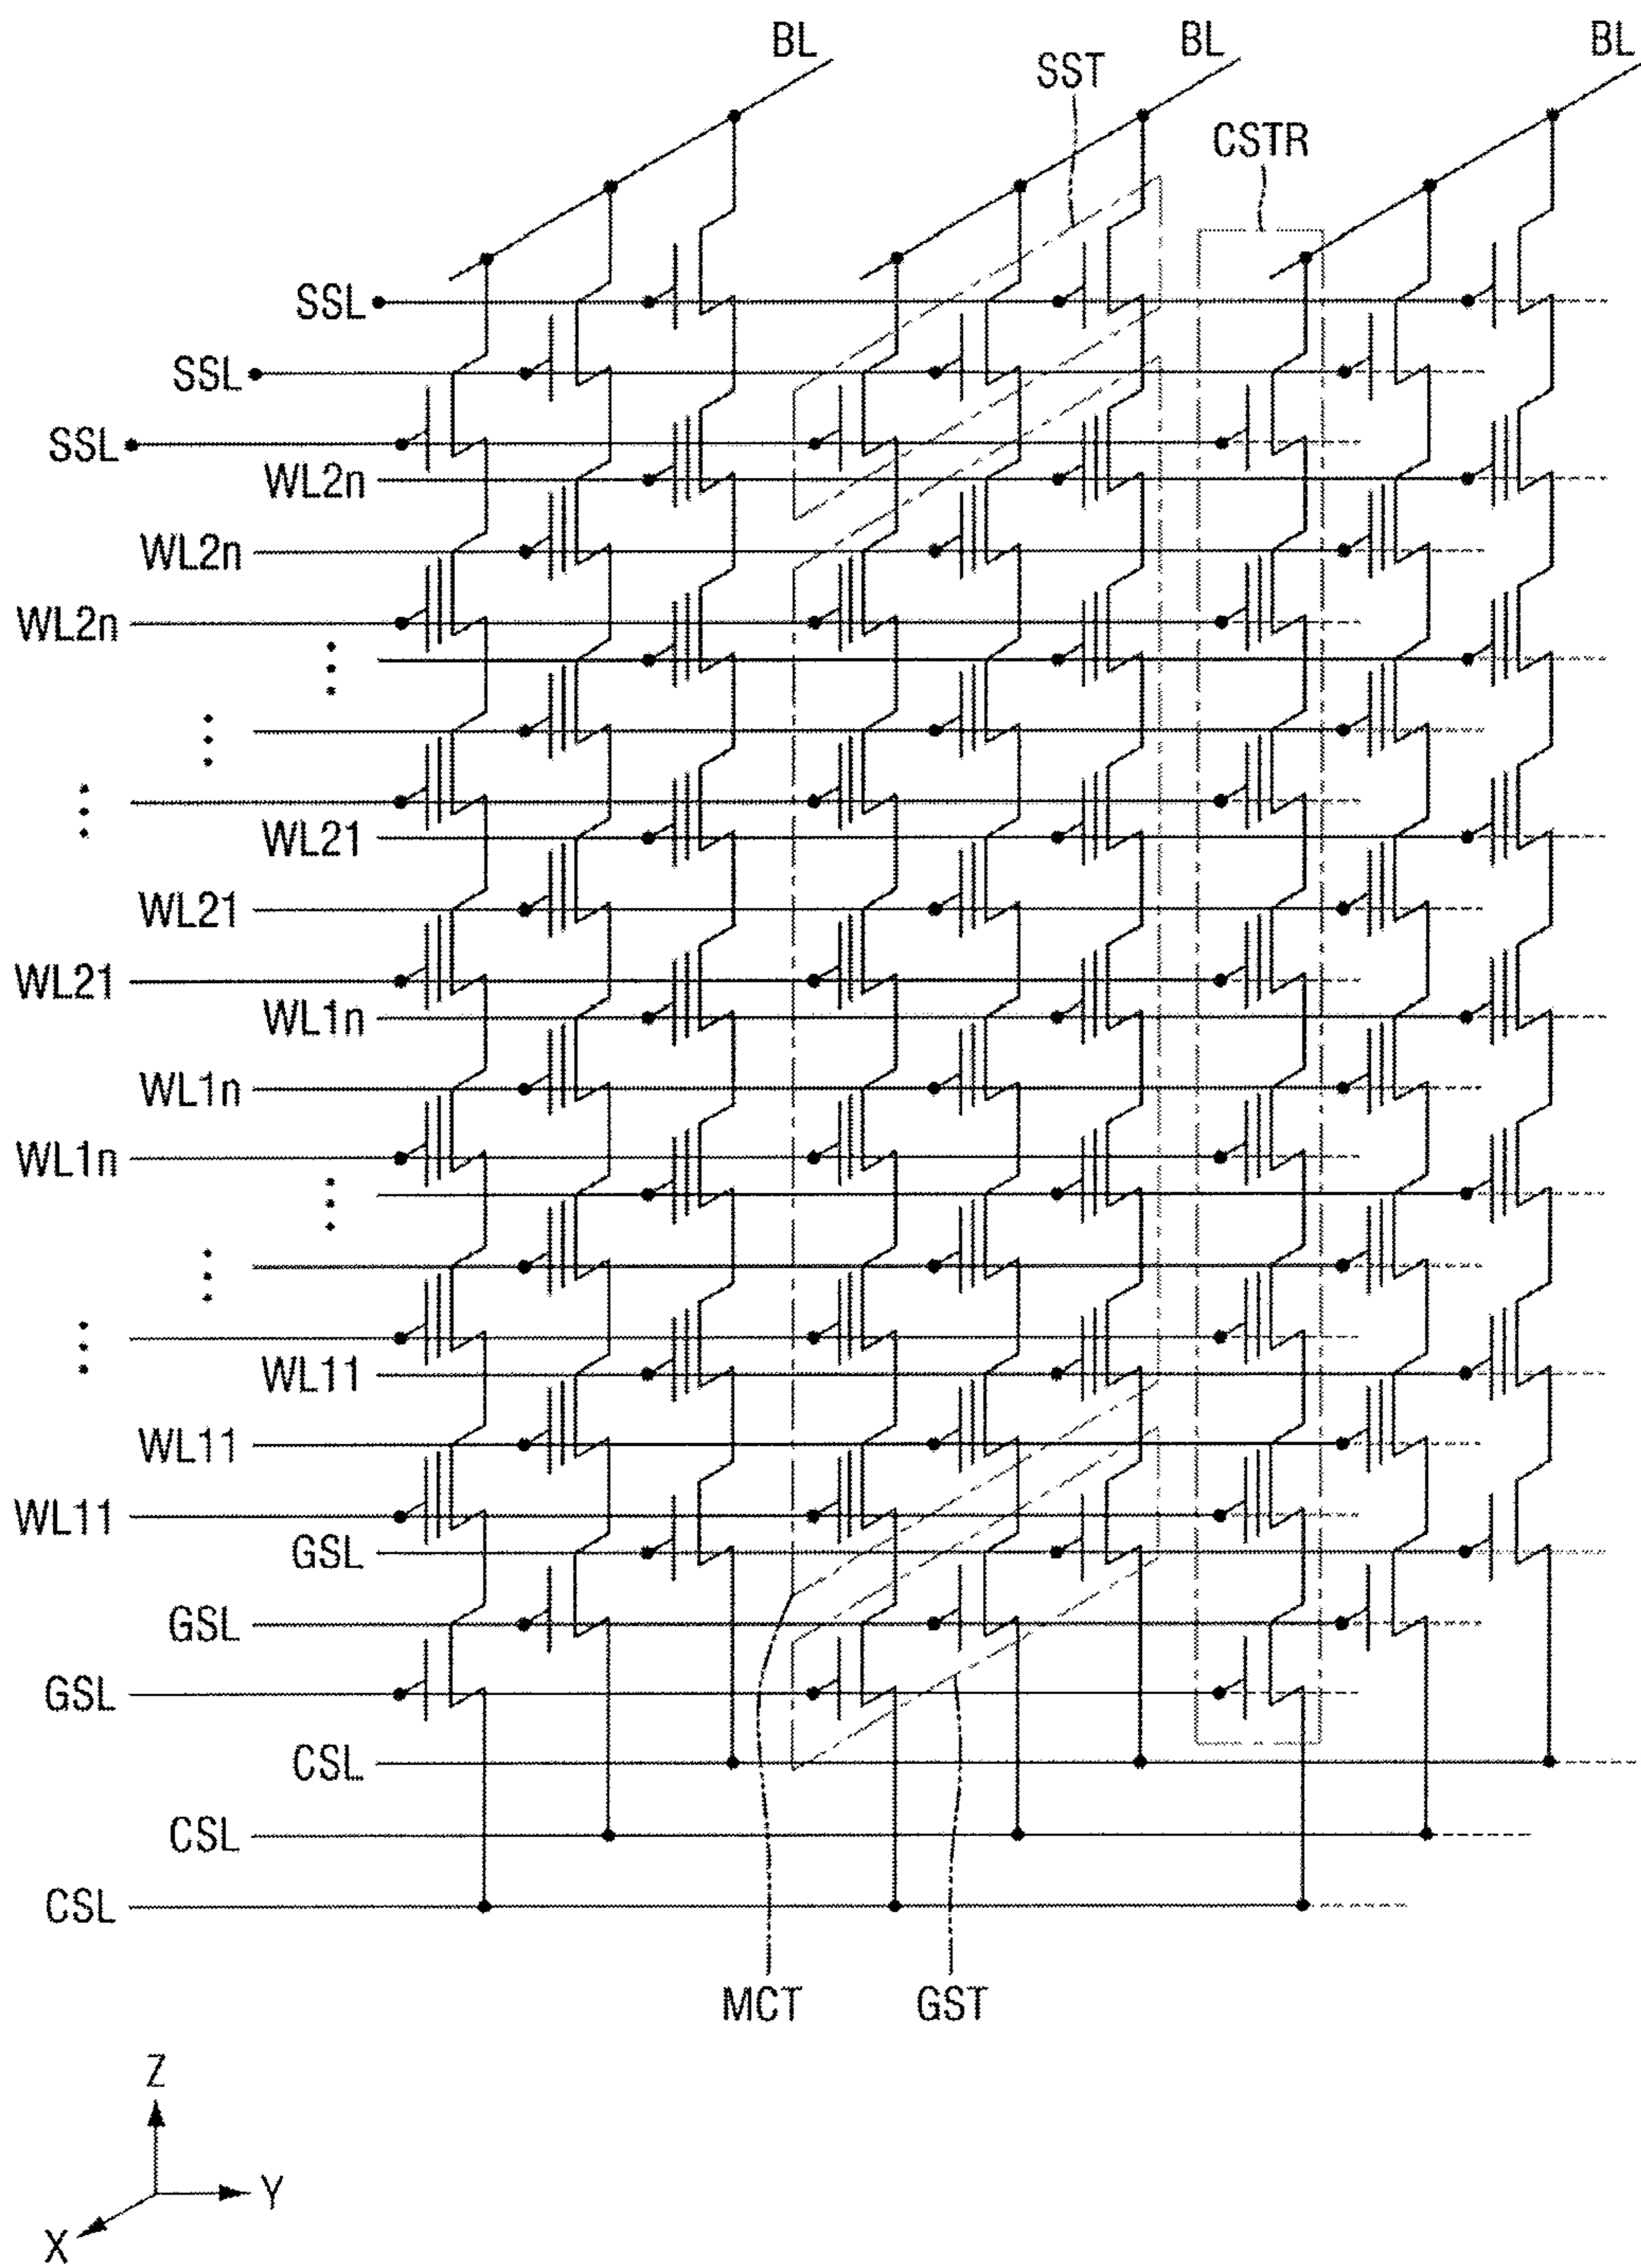 BL
BL
BL
SST
CSTR
SSL
SSL
SSL
WL2n
WL2n
WL2n
WL21
WL21
WL21
WL1n
WL1n
WL1n
WL11
WL11
WL11
GSL
GSL
GSL
CSL
CSL
CSL
MCT
GST
Z
Y
X